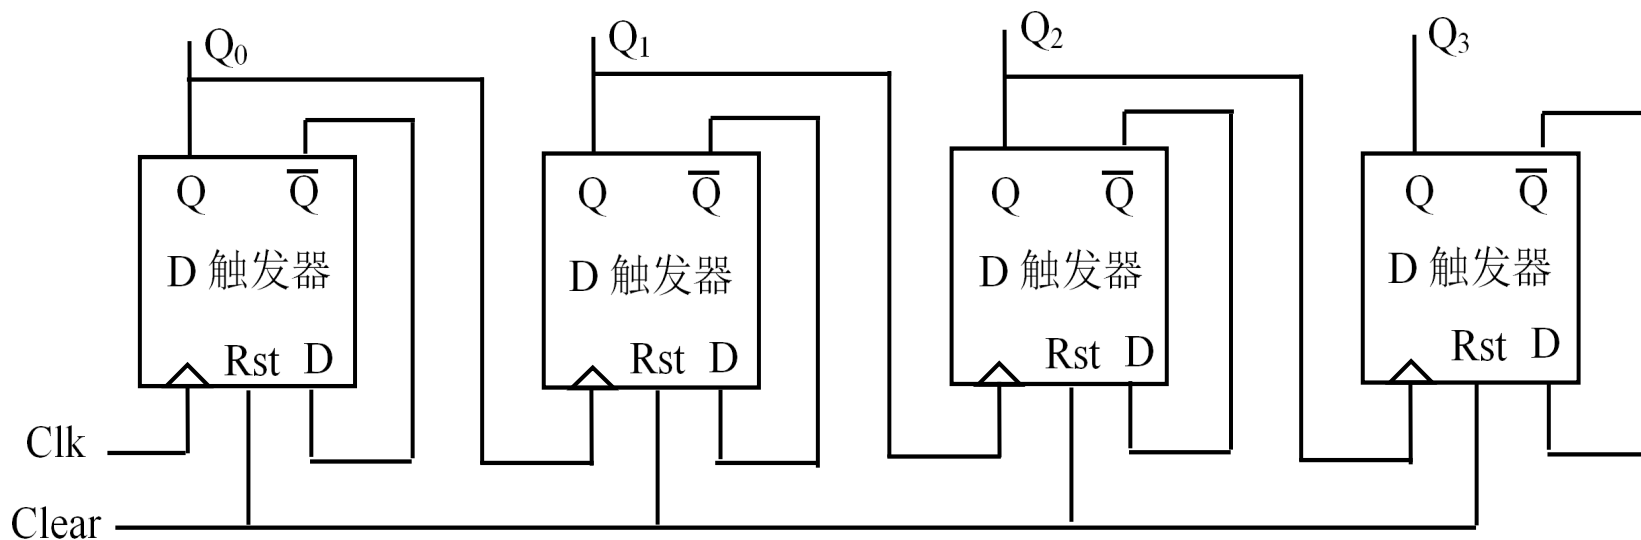 Q₀ Q₁ Q₂ Q₃
Q Q̅ Q Q̅ Q Q̅ Q Q̅
D 触发器 D 触发器 D 触发器 D 触发器
Rst D Rst D Rst D Rst D
Clk
Clear